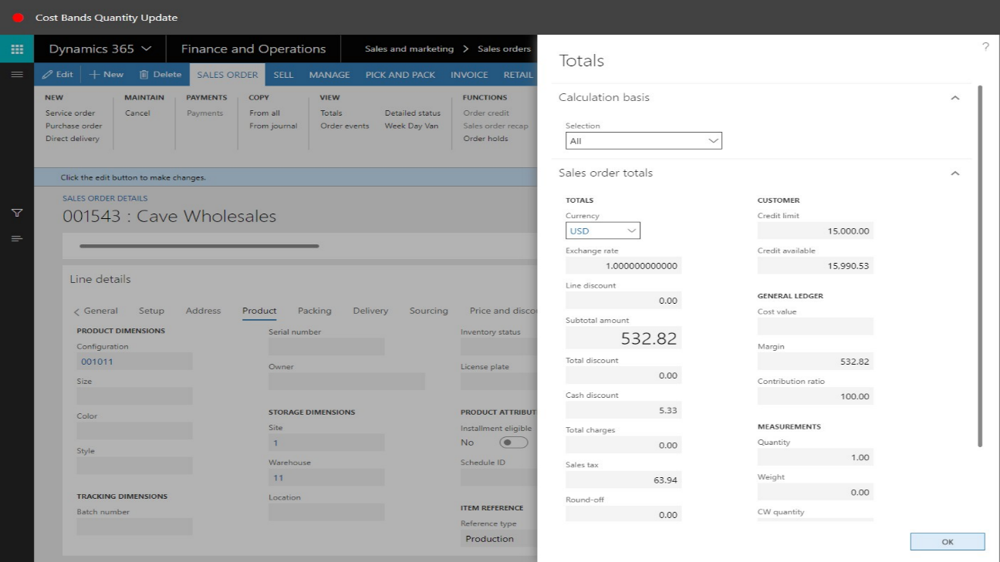 Cost Bands Quantity Update
Dynamics 365
Finance and Operations
Sales and marketing > Sales orders
Edit
New
Delete
SALES ORDER
SELL
MANAGE
PICK AND PACK
INVOICE
RETAIL
NEW
Service order
Purchase order
Direct delivery
MAINTAIN
Cancel
PAYMENTS
Payments
COPY
From all
From journal
VIEW
Totals
Order events
Detailed status
Week Day Van
FUNCTIONS
Order credit
Sales order recap
Order holds
Click the edit button to make changes.
SALES ORDER DETAILS
001543 : Cave Wholesales
Line details
General
Setup
Address
Product
Packing
Delivery
Sourcing
Price and disco
PRODUCT DIMENSIONS
Configuration
001011
Size
Color
Style
TRACKING DIMENSIONS
Batch number
Serial number
Owner
STORAGE DIMENSIONS
Site
1
Warehouse
11
Location
Inventory status
License plate
PRODUCT ATTRIBUT
Installment eligible
No
Schedule ID
ITEM REFERENCE
Reference type
Production
?
Totals
Calculation basis
Selection
All
Sales order totals
TOTALS
Currency
USD
Exchange rate
1.000000000000
Line discount
0.00
Subtotal amount
532.82
Total discount
0.00
Cash discount
5.33
Total charges
0.00
Sales tax
63.94
Round-off
0.00
CUSTOMER
Credit limit
15,000.00
Credit available
15,990.53
GENERAL LEDGER
Cost value
Margin
532.82
Contribution ratio
100.00
MEASUREMENTS
Quantity
1.00
Weight
0.00
CW quantity
OK